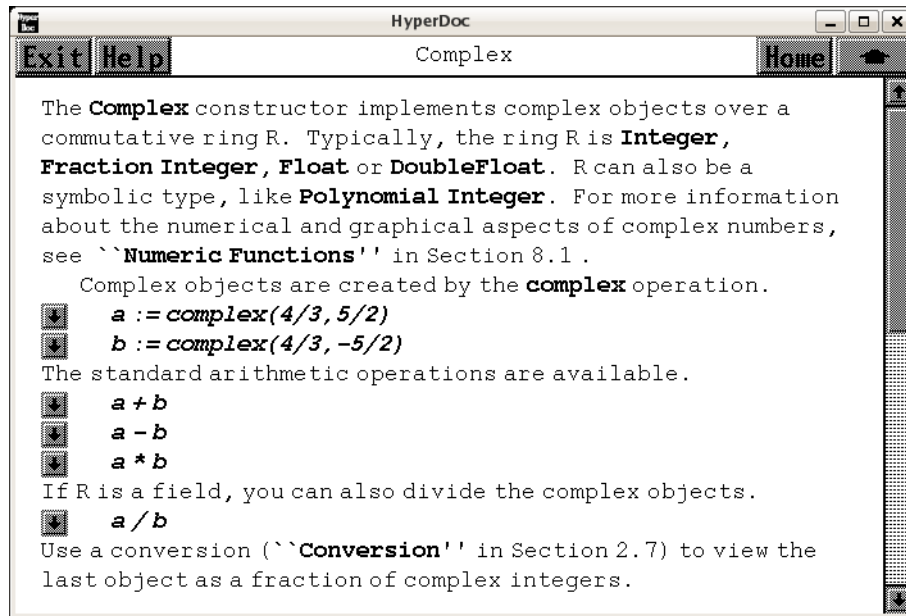 Hyper Doc
HyperDoc
Exit Help Complex Home
The Complex constructor implements complex objects over a
commutative ring R. Typically, the ring R is Integer,
Fraction Integer, Float or DoubleFloat. R can also be a
symbolic type, like Polynomial Integer. For more information
about the numerical and graphical aspects of complex numbers,
see ``Numeric Functions'' in Section 8.1 .
Complex objects are created by the complex operation.
a := complex(4/3,5/2)
b := complex(4/3,-5/2)
The standard arithmetic operations are available.
a + b
a - b
a * b
If R is a field, you can also divide the complex objects.
a / b
Use a conversion (``Conversion'' in Section 2.7) to view the
last object as a fraction of complex integers.